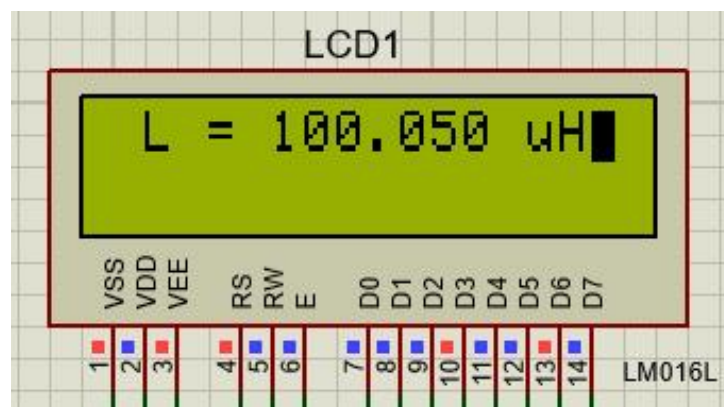 LCD1
L = 100.050 uH
VSS VDD VEE RS RW E D0 D1 D2 D3 D4 D5 D6 D7
1 2 3 4 5 6 7 8 9 10 11 12 13 14
LM016L